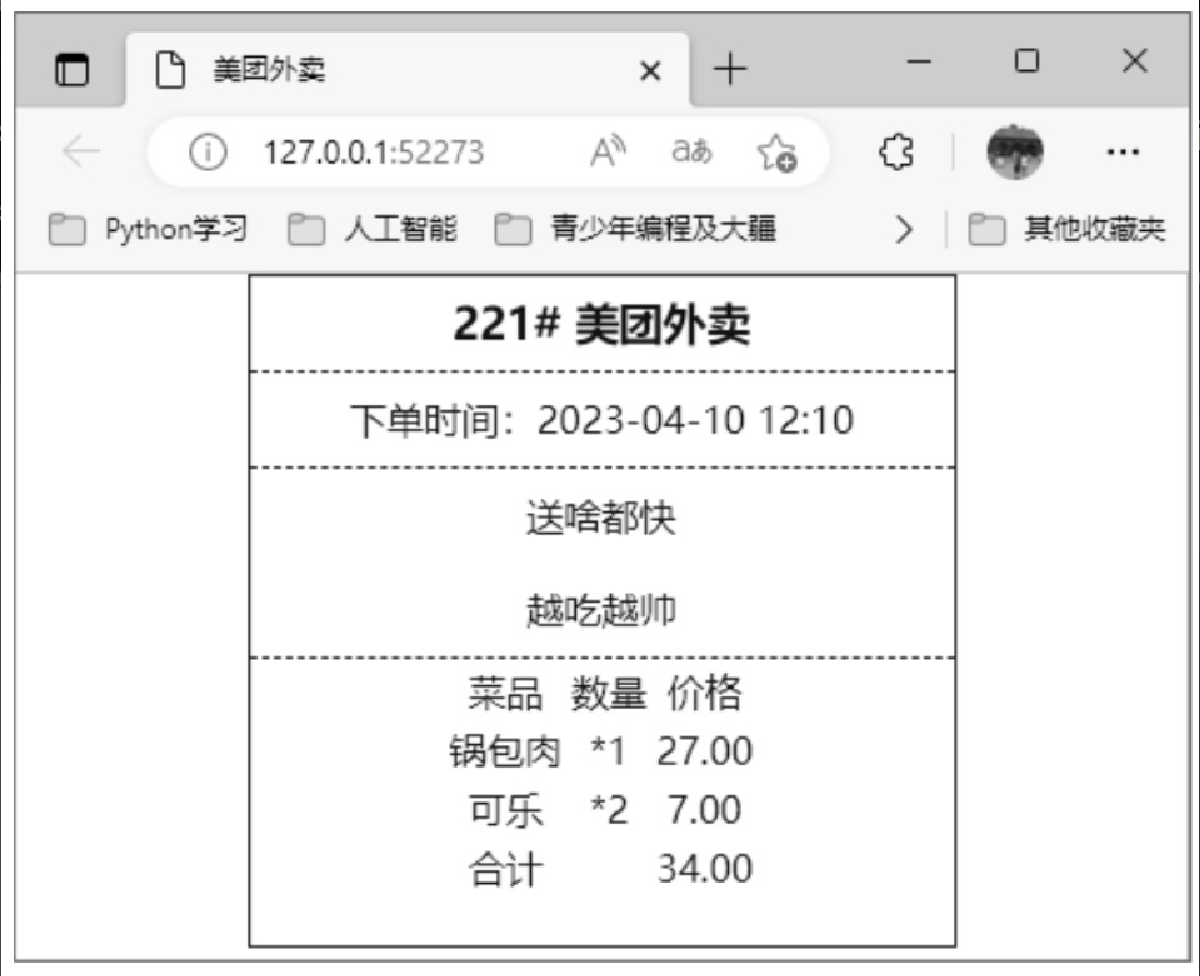 美团外卖
127.0.0.1:52273 aあ
Python学习 人工智能 青少年编程及大疆 其他收藏夹
221# 美团外卖
下单时间：2023-04-10 12:10
送啥都快
越吃越帅
菜品 数量 价格
锅包肉 *1 27.00
可乐 *2 7.00
合计 34.00